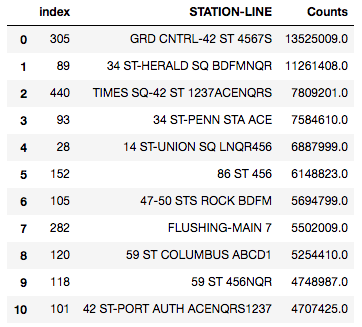 index STATION-LINE Counts
0 305 GRD CNTRL-42 ST 4567S 13525009.0
1 89 34 ST-HERALD SQ BDFMNQR 11261408.0
2 440 TIMES SQ-42 ST 1237ACENQRS 7809201.0
3 93 34 ST-PENN STA ACE 7584610.0
4 28 14 ST-UNION SQ LNQR456 6887999.0
5 152 86 ST 456 6148823.0
6 105 47-50 STS ROCK BDFM 5694799.0
7 282 FLUSHING-MAIN 7 5502009.0
8 120 59 ST COLUMBUS ABCD1 5254410.0
9 118 59 ST 456NQR 4748987.0
10 101 42 ST-PORT AUTH ACENQRS1237 4707425.0